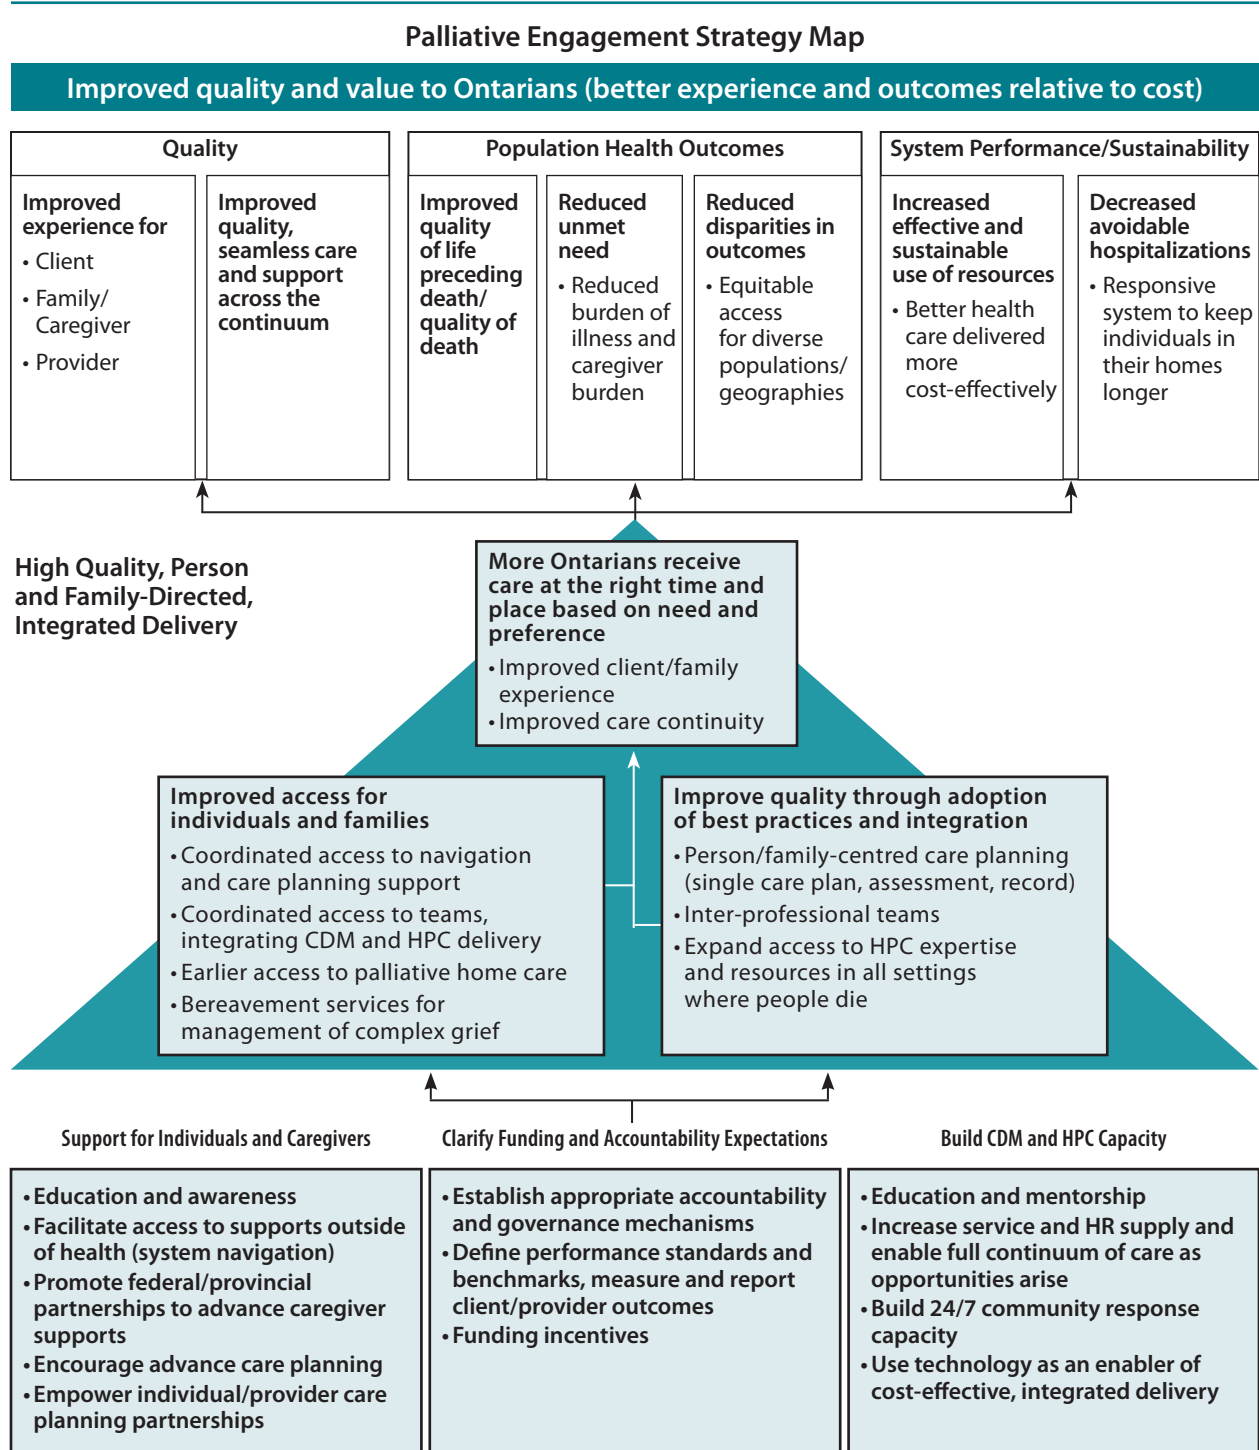 Palliative Engagement Strategy Map
Improved quality and value to Ontarians (better experience and outcomes relative to cost)
Quality
Improved
experience for
• Client
• Family/
Caregiver
• Provider
Improved
quality,
seamless care
and support
across the
continuum
Population Health Outcomes
Improved
quality
of life
preceding
death/
quality of
death
Reduced
unmet
need
• Reduced
burden of
illness and
caregiver
burden
Reduced
disparities in
outcomes
• Equitable
access
for diverse
populations/
geographies
System Performance/Sustainability
Increased
effective and
sustainable
use of resources
• Better health
care delivered
more
cost-effectively
Decreased
avoidable
hospitalizations
• Responsive
system to keep
individuals in
their homes
longer
High Quality, Person
and Family-Directed,
Integrated Delivery
More Ontarians receive
care at the right time and
place based on need and
preference
• Improved client/family
experience
• Improved care continuity
Improved access for
individuals and families
• Coordinated access to navigation
and care planning support
• Coordinated access to teams,
integrating CDM and HPC delivery
• Earlier access to palliative home care
• Bereavement services for
management of complex grief
Improve quality through adoption
of best practices and integration
• Person/family-centred care planning
(single care plan, assessment, record)
• Inter-professional teams
• Expand access to HPC expertise
and resources in all settings
where people die
Support for Individuals and Caregivers
• Education and awareness
• Facilitate access to supports outside
of health (system navigation)
• Promote federal/provincial
partnerships to advance caregiver
supports
• Encourage advance care planning
• Empower individual/provider care
planning partnerships
Clarify Funding and Accountability Expectations
• Establish appropriate accountability
and governance mechanisms
• Define performance standards and
benchmarks, measure and report
client/provider outcomes
• Funding incentives
Build CDM and HPC Capacity
• Education and mentorship
• Increase service and HR supply and
enable full continuum of care as
opportunities arise
• Build 24/7 community response
capacity
• Use technology as an enabler of
cost-effective, integrated delivery